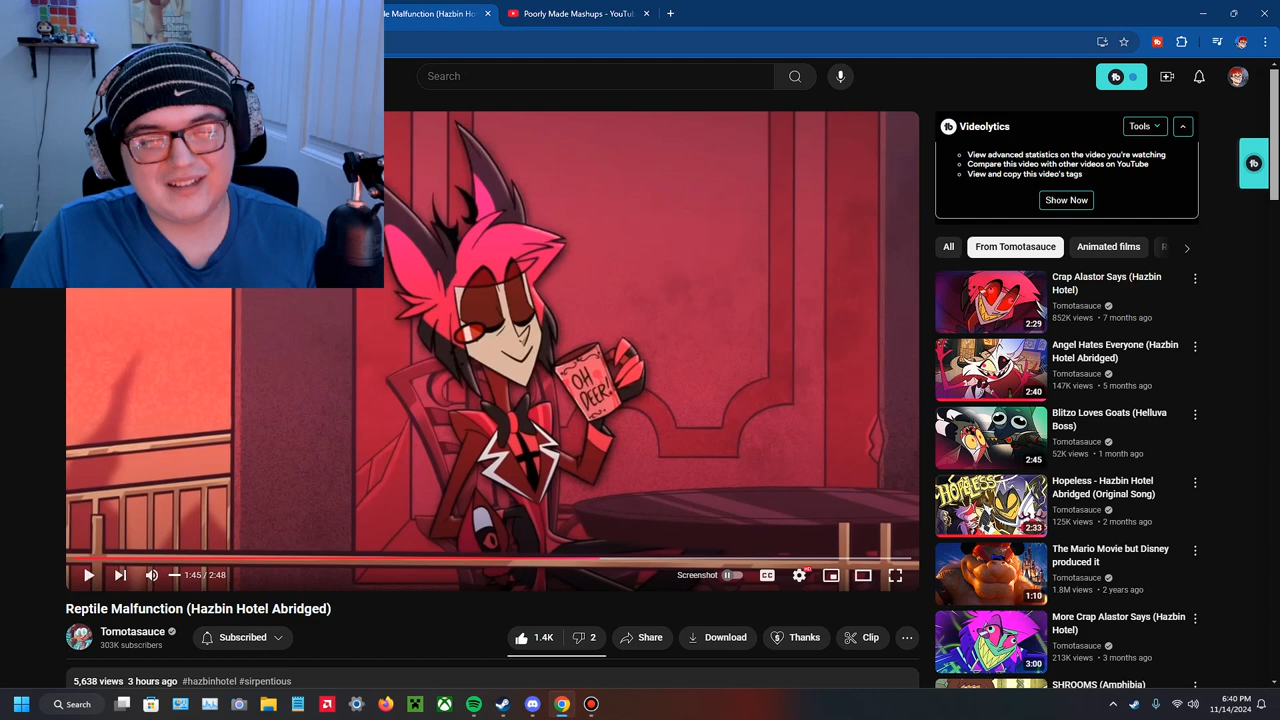 le Malfunction (Hazbin Ho
Poorly Made Mashups - YouTu
Search
Videolytics
Tools
View advanced statistics on the video you're watching
Compare this video with other videos on YouTube
View and copy this video's tags
Show Now
All
From Tomotasauce
Animated films
R
OH
DEER!
Crap Alastor Says (Hazbin
Hotel)
Tomotasauce
852K views • 7 months ago
2:29
Angel Hates Everyone (Hazbin
Hotel Abridged)
Tomotasauce
147K views • 5 months ago
2:40
Blitzo Loves Goats (Helluva
Boss)
Tomotasauce
52K views • 1 month ago
2:45
Hopeless - Hazbin Hotel
Abridged (Original Song)
Tomotasauce
125K views • 2 months ago
HOPELESS
2:33
The Mario Movie but Disney
produced it
Tomotasauce
1.8M views • 2 years ago
1:10
More Crap Alastor Says (Hazbin
Hotel)
Tomotasauce
213K views • 3 months ago
3:00
SHROOMS (Amphibia)
1:45 / 2:48
Screenshot
CC
HD
Reptile Malfunction (Hazbin Hotel Abridged)
Tomotasauce
303K subscribers
Subscribed
1.4K
2
Share
Download
Thanks
Clip
5,638 views 3 hours ago #hazbinhotel #sirpentious
Search
6:40 PM
11/14/2024